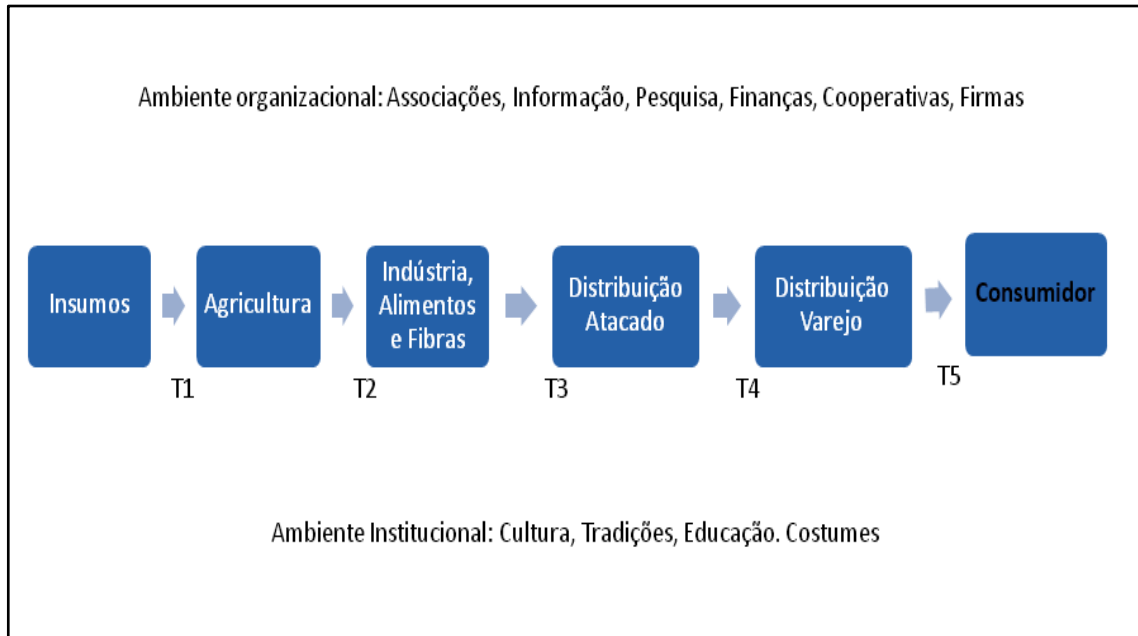 Ambiente organizacional: Associações, Informação, Pesquisa, Finanças, Cooperativas, Firmas
Insumos
Agricultura
Indústria,
Alimentos
e Fibras
Distribuição
Atacado
Distribuição
Varejo
Consumidor
T1
T2
T3
T4
T5
Ambiente Institucional: Cultura, Tradições, Educação. Costumes